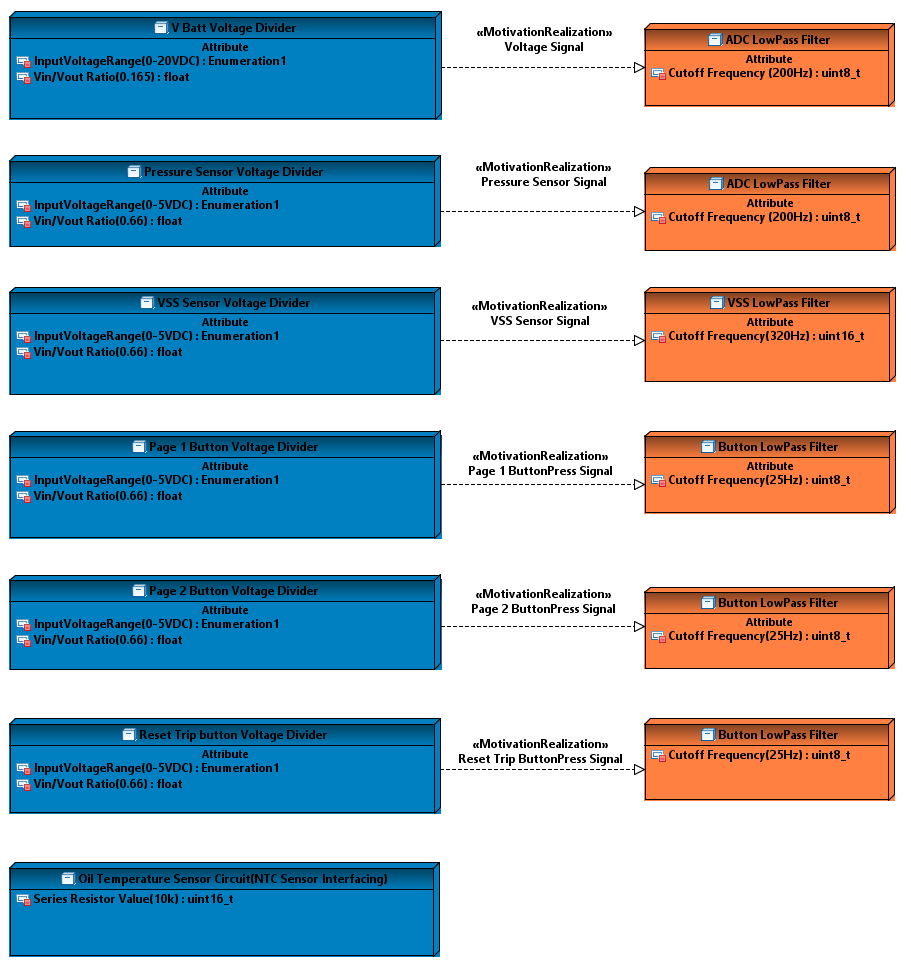 V Batt Voltage Divider
Attribute
InputVoltageRange(0-20VDC) : Enumeration1
Vin/Vout Ratio(0.165) : float
«MotivationRealization»
Voltage Signal
ADC LowPass Filter
Attribute
Cutoff Frequency (200Hz) : uint8_t
Pressure Sensor Voltage Divider
Attribute
InputVoltageRange(0-5VDC) : Enumeration1
Vin/Vout Ratio(0.66) : float
«MotivationRealization»
Pressure Sensor Signal
ADC LowPass Filter
Attribute
Cutoff Frequency (200Hz) : uint8_t
VSS Sensor Voltage Divider
Attribute
InputVoltageRange(0-5VDC) : Enumeration1
Vin/Vout Ratio(0.66) : float
«MotivationRealization»
VSS Sensor Signal
VSS LowPass Filter
Attribute
Cutoff Frequency(320Hz) : uint16_t
Page 1 Button Voltage Divider
Attribute
InputVoltageRange(0-5VDC) : Enumeration1
Vin/Vout Ratio(0.66) : float
«MotivationRealization»
Page 1 ButtonPress Signal
Button LowPass Filter
Attribute
Cutoff Frequency(25Hz) : uint8_t
Page 2 Button Voltage Divider
Attribute
InputVoltageRange(0-5VDC) : Enumeration1
Vin/Vout Ratio(0.66) : float
«MotivationRealization»
Page 2 ButtonPress Signal
Button LowPass Filter
Attribute
Cutoff Frequency(25Hz) : uint8_t
Reset Trip button Voltage Divider
Attribute
InputVoltageRange(0-5VDC) : Enumeration1
Vin/Vout Ratio(0.66) : float
«MotivationRealization»
Reset Trip ButtonPress Signal
Button LowPass Filter
Cutoff Frequency(25Hz) : uint8_t
Oil Temperature Sensor Circuit(NTC Sensor Interfacing)
Series Resistor Value(10k) : uint16_t